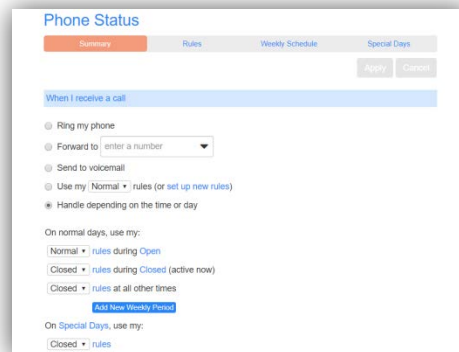 Phone Status
Summary Rules Weekly Schedule Special Days
Apply Cancel
When I receive a call
Ring my phone
Forward to enter a number
Send to voicemail
Use my Normal rules (or set up new rules)
Handle depending on the time or day
On normal days, use my:
Normal rules during Open
Closed rules during Closed (active now)
Closed rules at all other times
Add New Weekly Period
On Special Days, use my:
Closed rules